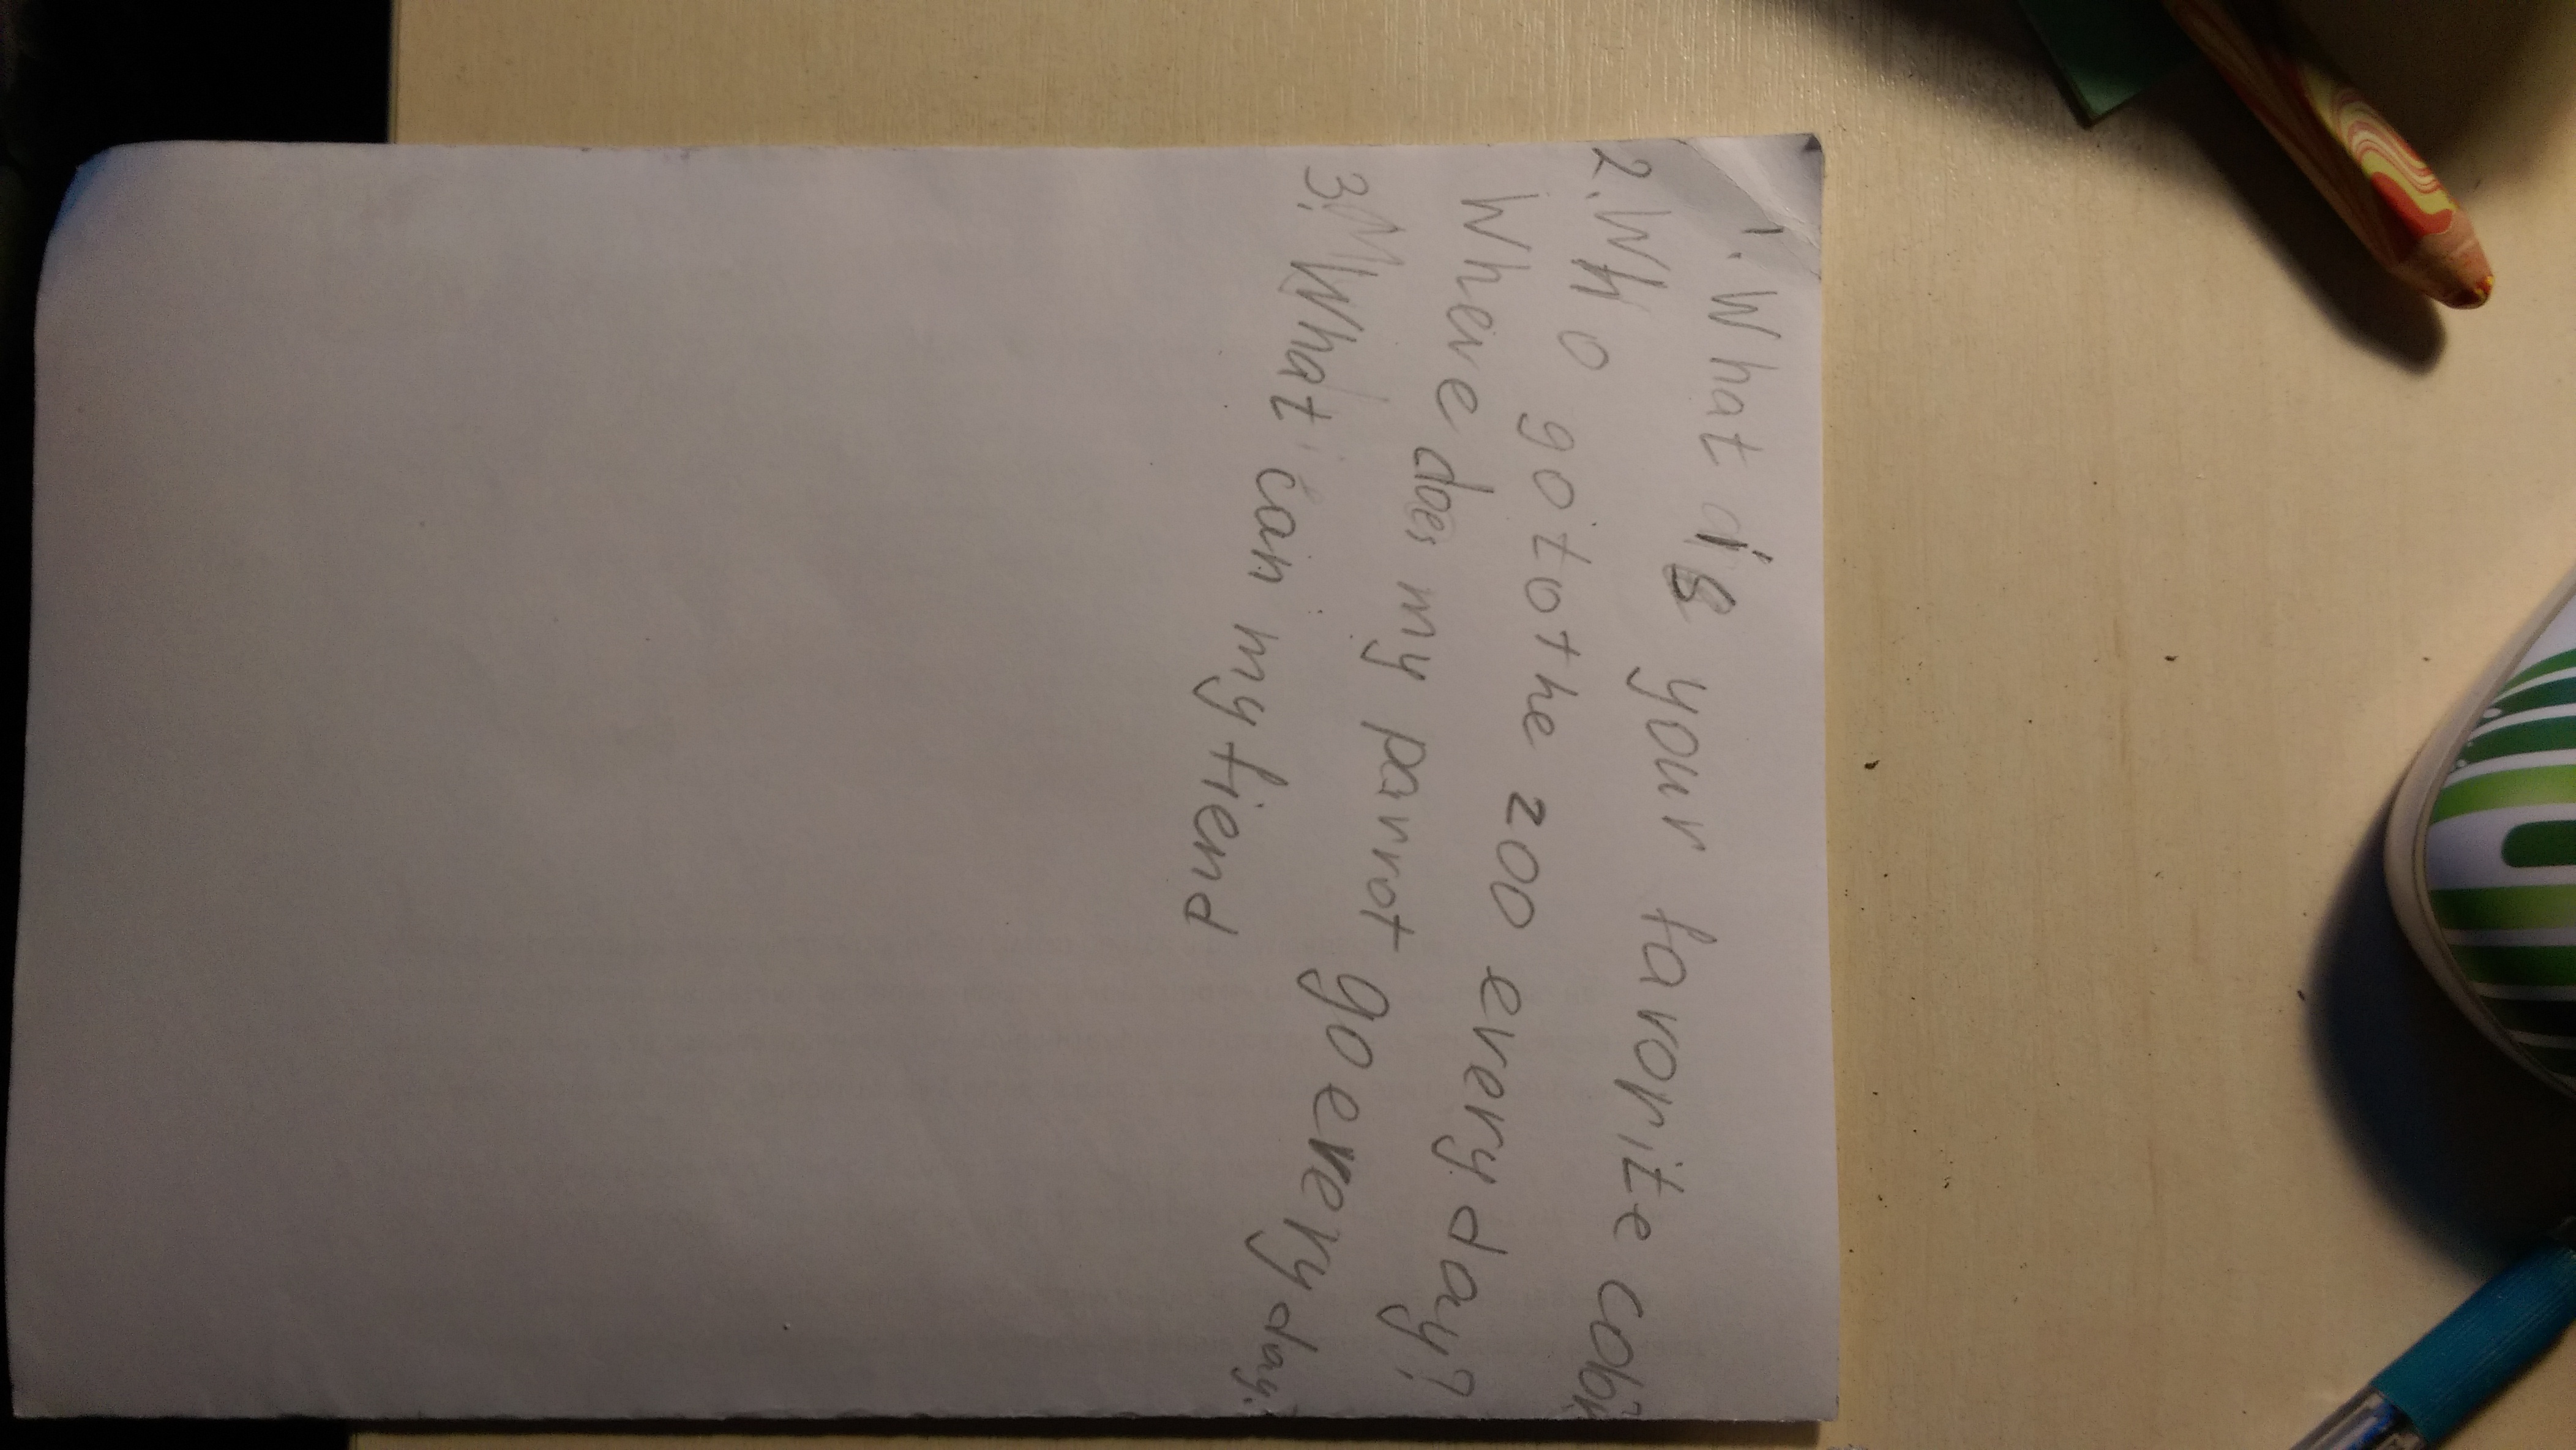 1. What is your favorite color?
2. Who go to the zoo every day?
Where does my parrot go every day?
3. What can my friend